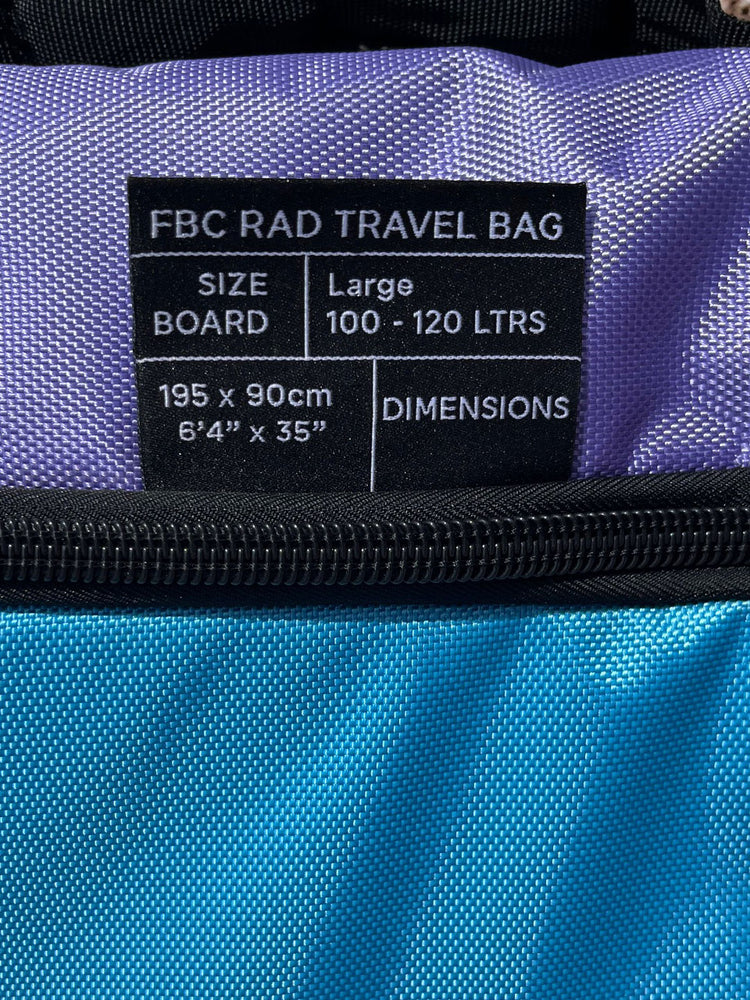 FBC RAD TRAVEL BAG
SIZE Large
BOARD 100 - 120 LTRS
195 x 90cm
6'4" x 35"
DIMENSIONS